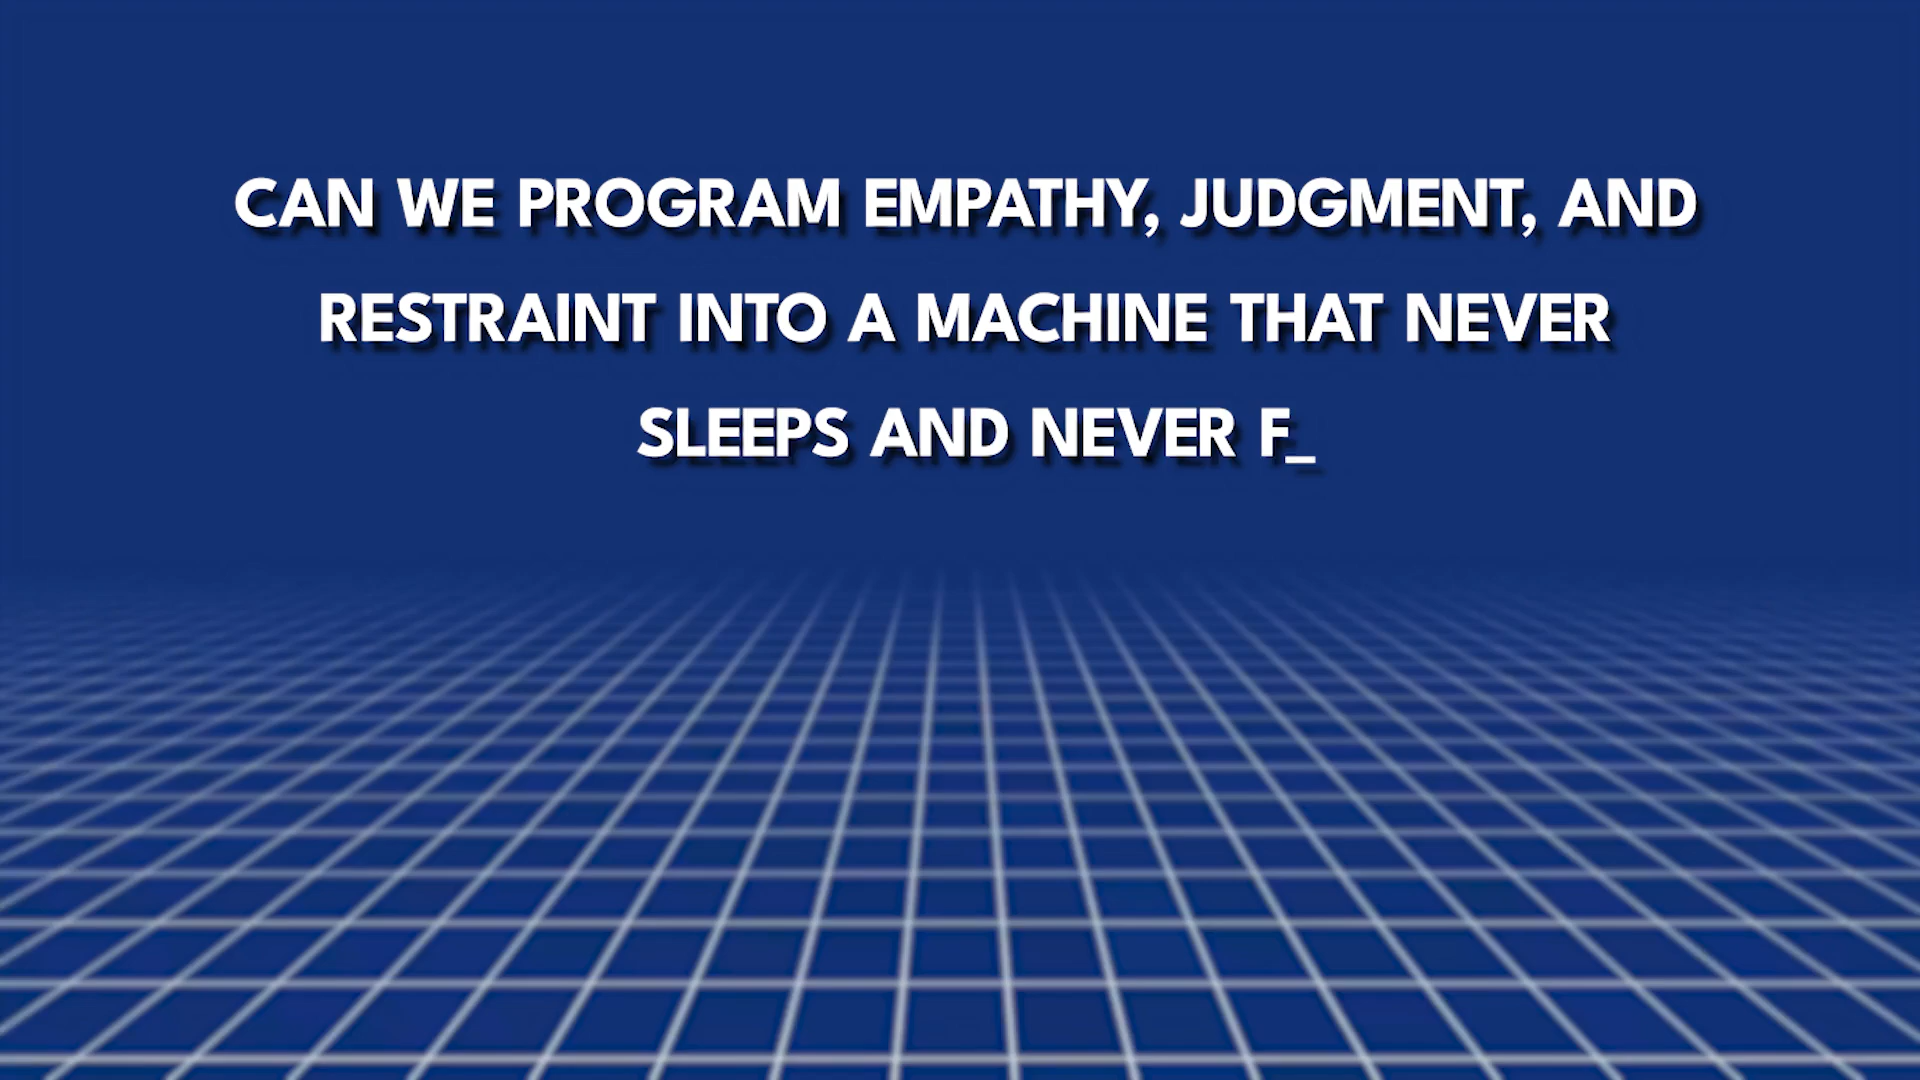 CAN WE PROGRAM EMPATHY, JUDGMENT, AND
RESTRAINT INTO A MACHINE THAT NEVER
SLEEPS AND NEVER F_